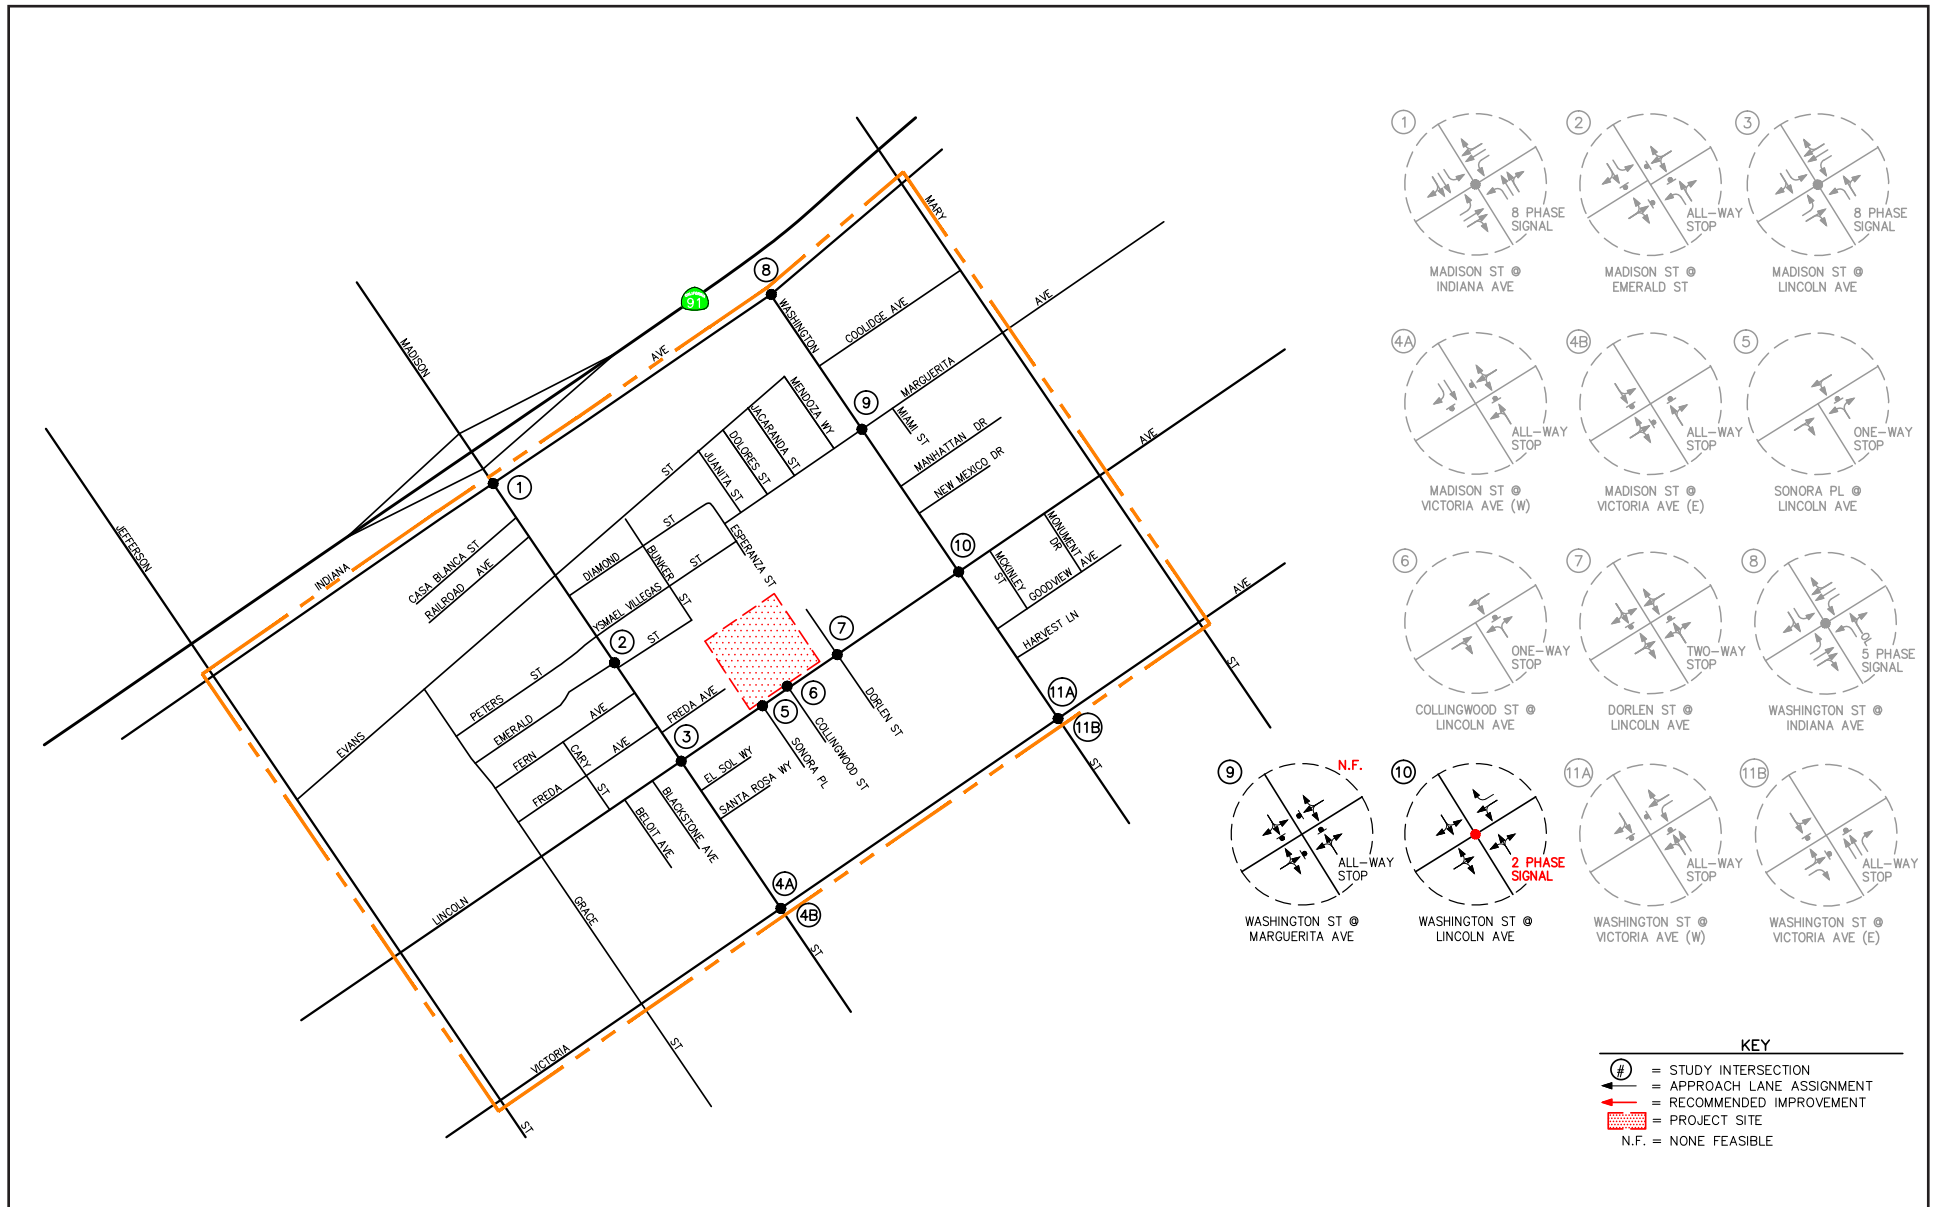 MARY
8
91
WASHINGTON
COOLIDGE AVE
AVE
MADISON
AVE
MARGUERITA
MENDOZA WY
JACARANDA ST
DOLORES ST
JUANITA ST
9
MIAMI ST
MANHATTAN DR
NEW MEXICO DR
AVE
1
ST
JEFFERSON
INDIANA
CASA BLANCA ST
RAILROAD AVE
DIAMOND ST
BUNKER ST
ESPERANZA ST
YSMAEL VILLEGAS ST
10
MCKINLEY
ST
MONUMENT
DR
GOODVIEW AVE
HARVEST LN
AVE
2
ST
7
PETERS ST
EMERALD
FERN AVE
FREDA AVE
CARY ST
FREDA AVE
6
5
3
DORLEN ST
COLLINGWOOD ST
SONORA PL
EL SOL WY
SANTA ROSA WY
BLACKSTONE AVE
BELOIT AVE
EVANS
11A
11B
ST
ST
LINCOLN
GRACE
4A
4B
ST
VICTORIA
ST
ST
1
8 PHASE
SIGNAL
MADISON ST @
INDIANA AVE
2
ALL-WAY
STOP
MADISON ST @
EMERALD ST
3
8 PHASE
SIGNAL
MADISON ST @
LINCOLN AVE
4A
ALL-WAY
STOP
MADISON ST @
VICTORIA AVE (W)
4B
ALL-WAY
STOP
MADISON ST @
VICTORIA AVE (E)
5
ONE-WAY
STOP
SONORA PL @
LINCOLN AVE
6
ONE-WAY
STOP
COLLINGWOOD ST @
LINCOLN AVE
7
TWO-WAY
STOP
DORLEN ST @
LINCOLN AVE
8
OL
5 PHASE
SIGNAL
WASHINGTON ST @
INDIANA AVE
9
N.F.
ALL-WAY
STOP
WASHINGTON ST @
MARGUERITA AVE
10
2 PHASE
SIGNAL
WASHINGTON ST @
LINCOLN AVE
11A
ALL-WAY
STOP
WASHINGTON ST @
VICTORIA AVE (W)
11B
ALL-WAY
STOP
WASHINGTON ST @
VICTORIA AVE (E)
KEY
# = STUDY INTERSECTION
= APPROACH LANE ASSIGNMENT
= RECOMMENDED IMPROVEMENT
= PROJECT SITE
N.F. = NONE FEASIBLE